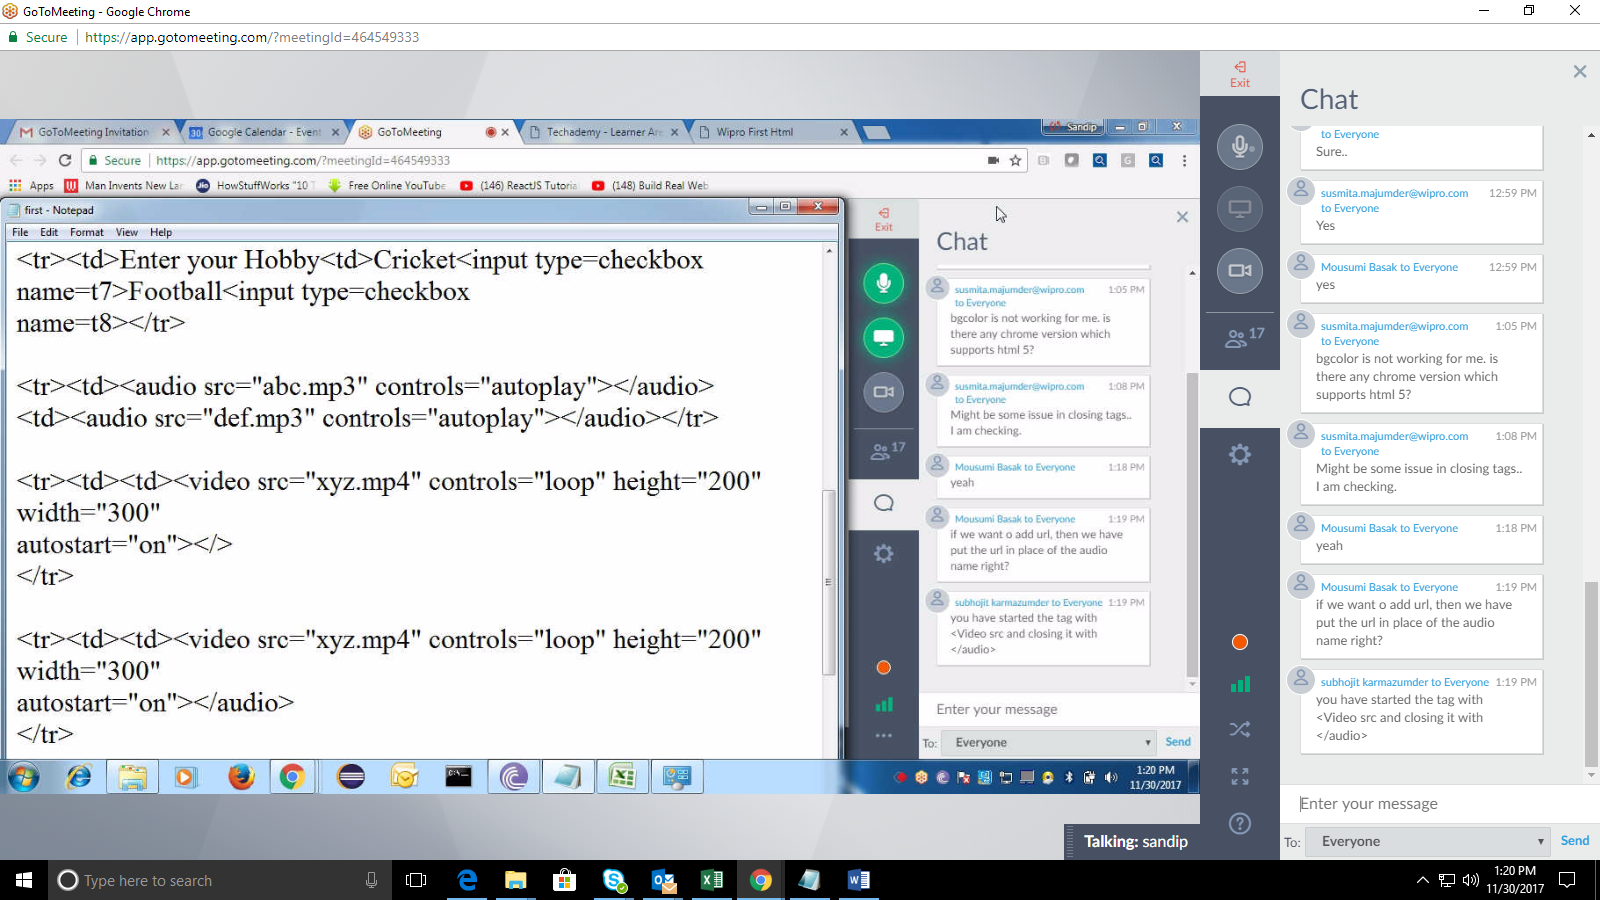 GoToMeeting - Google Chrome
Secure
https://app.gotomeeting.com/?meetingId=464549333
GoToMeeting Invitation
Google Calendar - Event
GoToMeeting
Techademy - Learner Are
Wipro First Html
Sandip
Secure
https://app.gotomeeting.com/?meetingId=464549333
Apps
Man Invents New Lar
HowStuffWorks "10 T
Free Online YouTube
(146) ReactJS Tutoria
(148) Build Real Web
first - Notepad
File Edit Format View Help
<tr><td>Enter your Hobby<td>Cricket<input type=checkbox
name=t7>Football<input type=checkbox
name=t8></tr>
<tr><td><audio src="abc.mp3" controls="autoplay"></audio>
<td><audio src="def.mp3" controls="autoplay"></audio></tr>
<tr><td><td><video src="xyz.mp4" controls="loop" height="200"
width="300"
autostart="on"></>
</tr>
<tr><td><td><video src="xyz.mp4" controls="loop" height="200"
width="300"
autostart="on"></audio>
</tr>
Exit
17
Chat
susmita.majumder@wipro.com 1:05 PM
to Everyone
bgcolor is not working for me. is
there any chrome version which
supports html 5?
susmita.majumder@wipro.com 1:08 PM
to Everyone
Might be some issue in closing tags..
I am checking.
Mousumi Basak to Everyone 1:18 PM
yeah
Mousumi Basak to Everyone 1:19 PM
if we want o add url, then we have
put the url in place of the audio
name right?
subhojit karmazumder to Everyone 1:19 PM
you have started the tag with
<Video src and closing it with
</audio>
Enter your message
To: Everyone Send
1:20 PM
11/30/2017
Talking: sandip
Exit
17
Chat
to Everyone
Sure..
susmita.majumder@wipro.com 12:59 PM
to Everyone
Yes
Mousumi Basak to Everyone 12:59 PM
yes
susmita.majumder@wipro.com 1:05 PM
to Everyone
bgcolor is not working for me. is
there any chrome version which
supports html 5?
susmita.majumder@wipro.com 1:08 PM
to Everyone
Might be some issue in closing tags..
I am checking.
Mousumi Basak to Everyone 1:18 PM
yeah
Mousumi Basak to Everyone 1:19 PM
if we want o add url, then we have
put the url in place of the audio
name right?
subhojit karmazumder to Everyone 1:19 PM
you have started the tag with
<Video src and closing it with
</audio>
Enter your message
To: Everyone Send
Type here to search
1:20 PM
11/30/2017